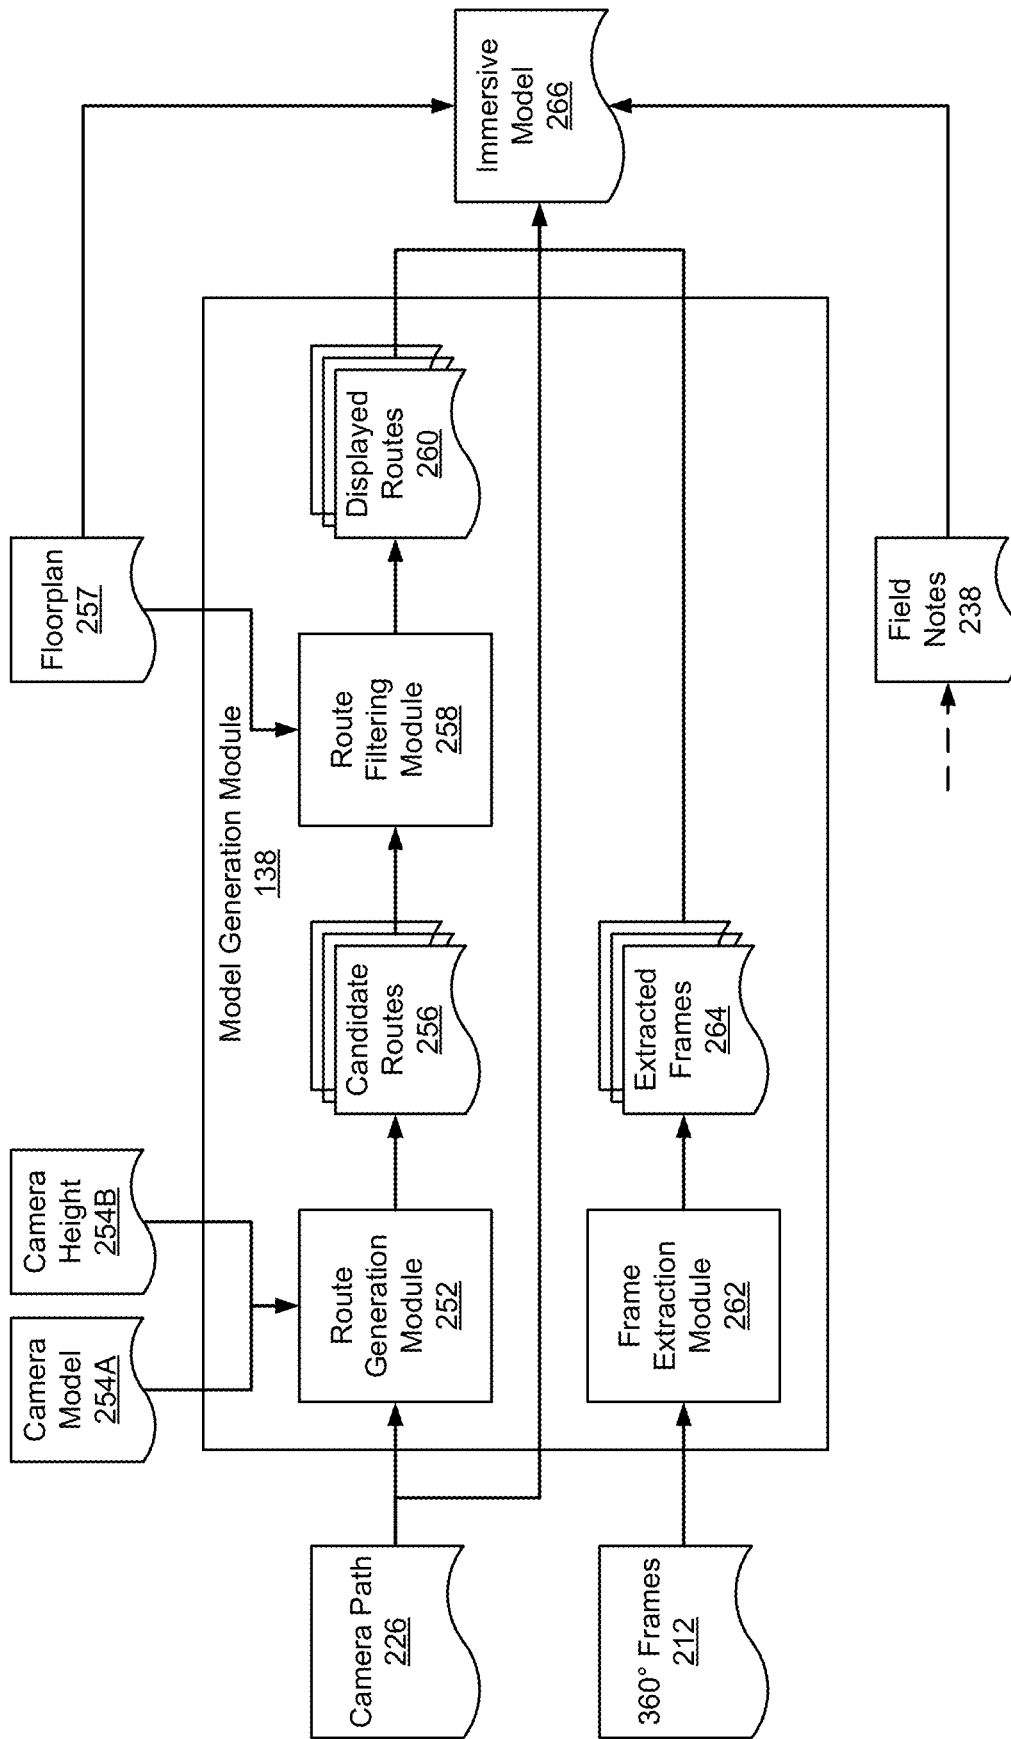 Camera
Model
254A
Camera
Height
254B
Floorplan
257
Model Generation Module
138
Camera Path
226
Route
Generation
Module
252
Candidate
Routes
256
Route
Filtering
Module
258
Displayed
Routes
260
Immersive
Model
266
360° Frames
212
Frame
Extraction
Module
262
Extracted
Frames
264
Field
Notes
238